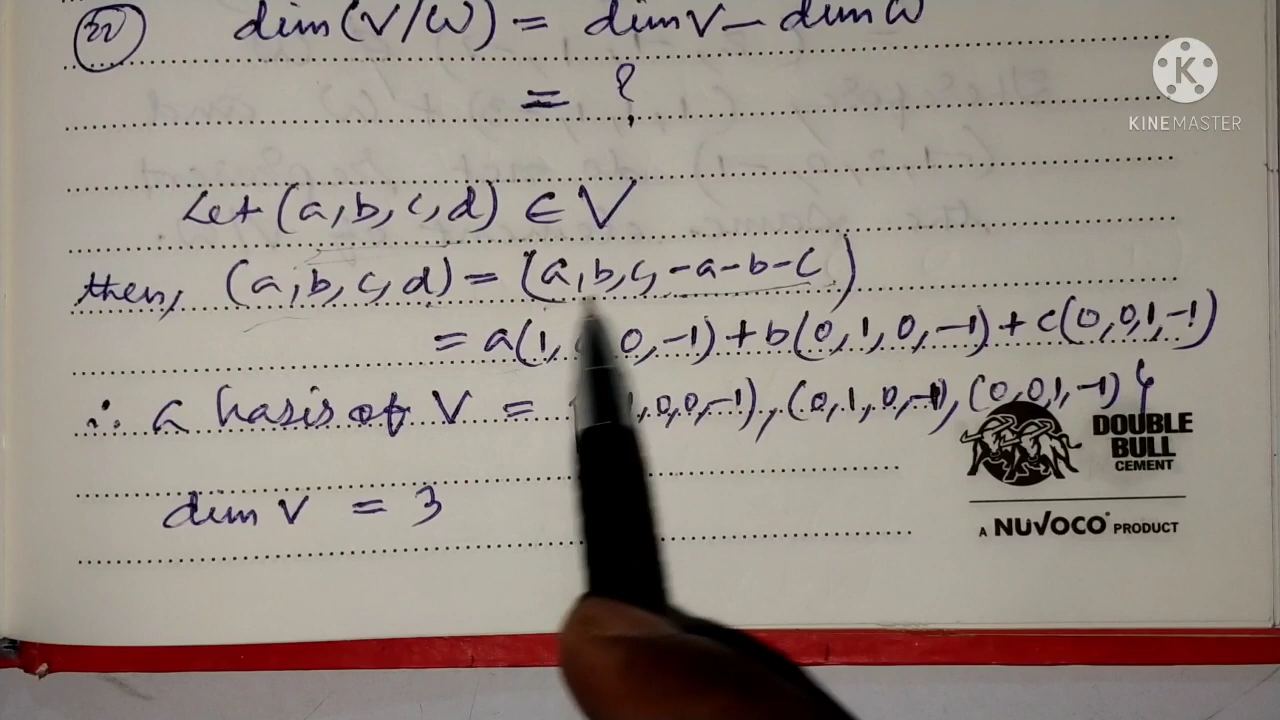 iv) dim(V/W) = dim V - dim W
= ?
KINEMASTER
Let (a,b,c,d) ∈ V
then, (a,b,c,d) = (a,b,c,-a-b-c)
= a(1, 0,-1) + b(0,1,0,-1) + c(0,0,1,-1)
∴ a basis of V = 1,0,0,-1),(0,1,0,-1),(0,0,1,-1)}
DOUBLE
BULL
CEMENT
dim V = 3
A NUVOCO PRODUCT